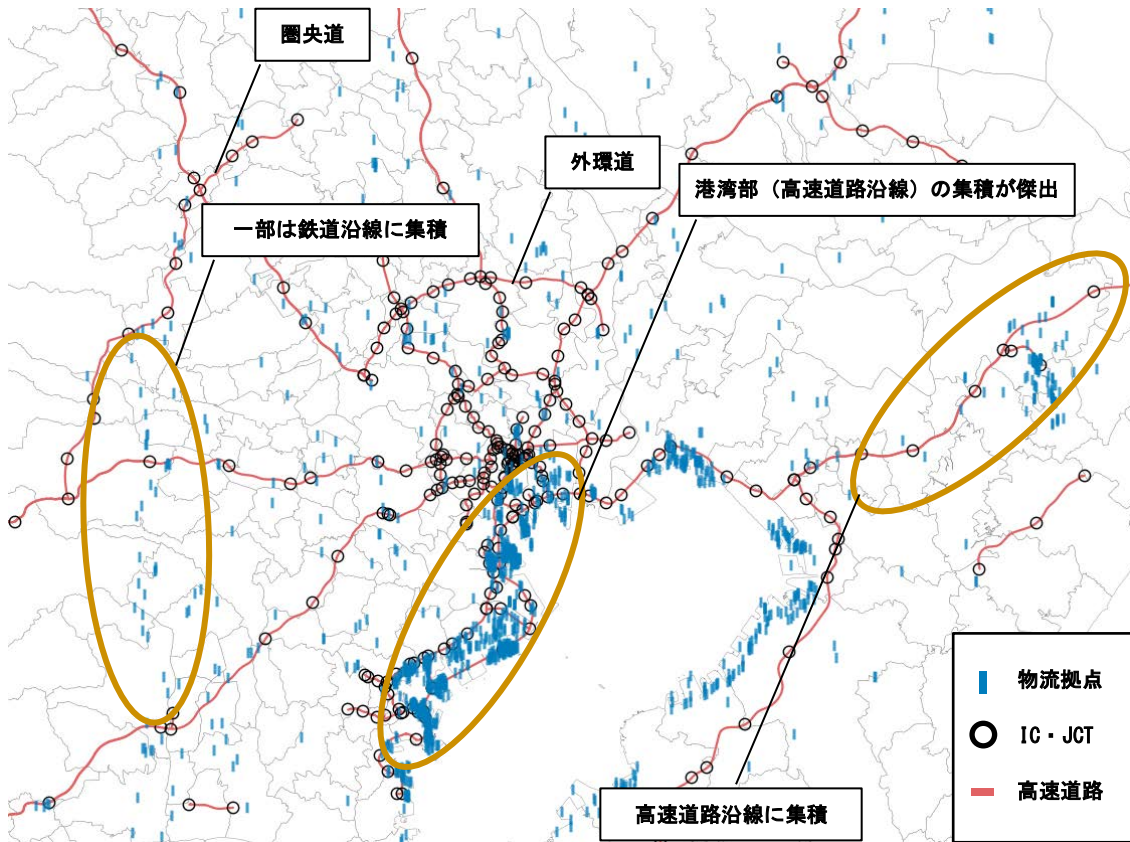 圏央道
外環道
港湾部（高速道路沿線）の集積が傑出
一部は鉄道沿線に集積
物流拠点
IC・JCT
高速道路
高速道路沿線に集積